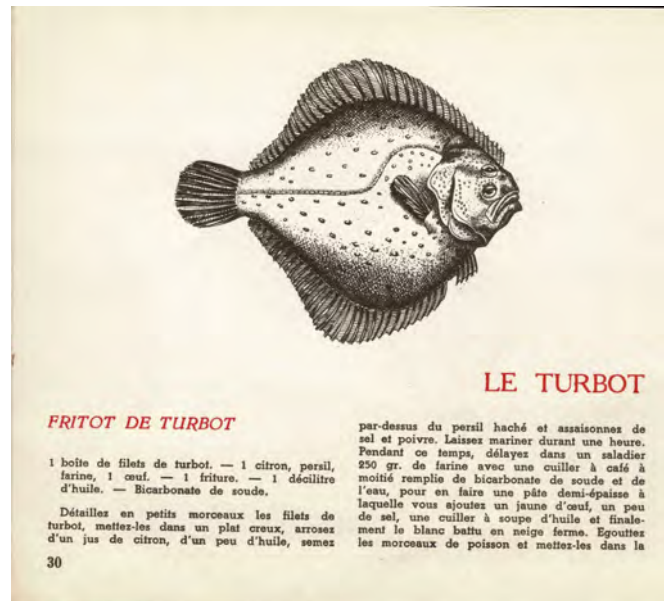 LE TURBOT
FRITOT DE TURBOT
1 boîte de filets de turbot. — 1 citron, persil,
farine, 1 œuf. — 1 friture. — 1 décilitre
d'huile. — Bicarbonate de soude.
Détaillez en petits morceaux les filets de
turbot, mettez-les dans un plat creux, arrosez
d'un jus de citron, d'un peu d'huile, semez
par-dessus du persil haché et assaisonnez de
sel et poivre. Laissez mariner durant une heure.
Pendant ce temps, délayez dans un saladier
250 gr. de farine avec une cuiller à café à
moitié remplie de bicarbonate de soude et de
l'eau, pour en faire une pâte demi-épaisse à
laquelle vous ajoutez un jaune d'œuf, un peu
de sel, une cuiller à soupe d'huile et finale-
ment le blanc battu en neige ferme. Egouttez
les morceaux de poisson et mettez-les dans la
30